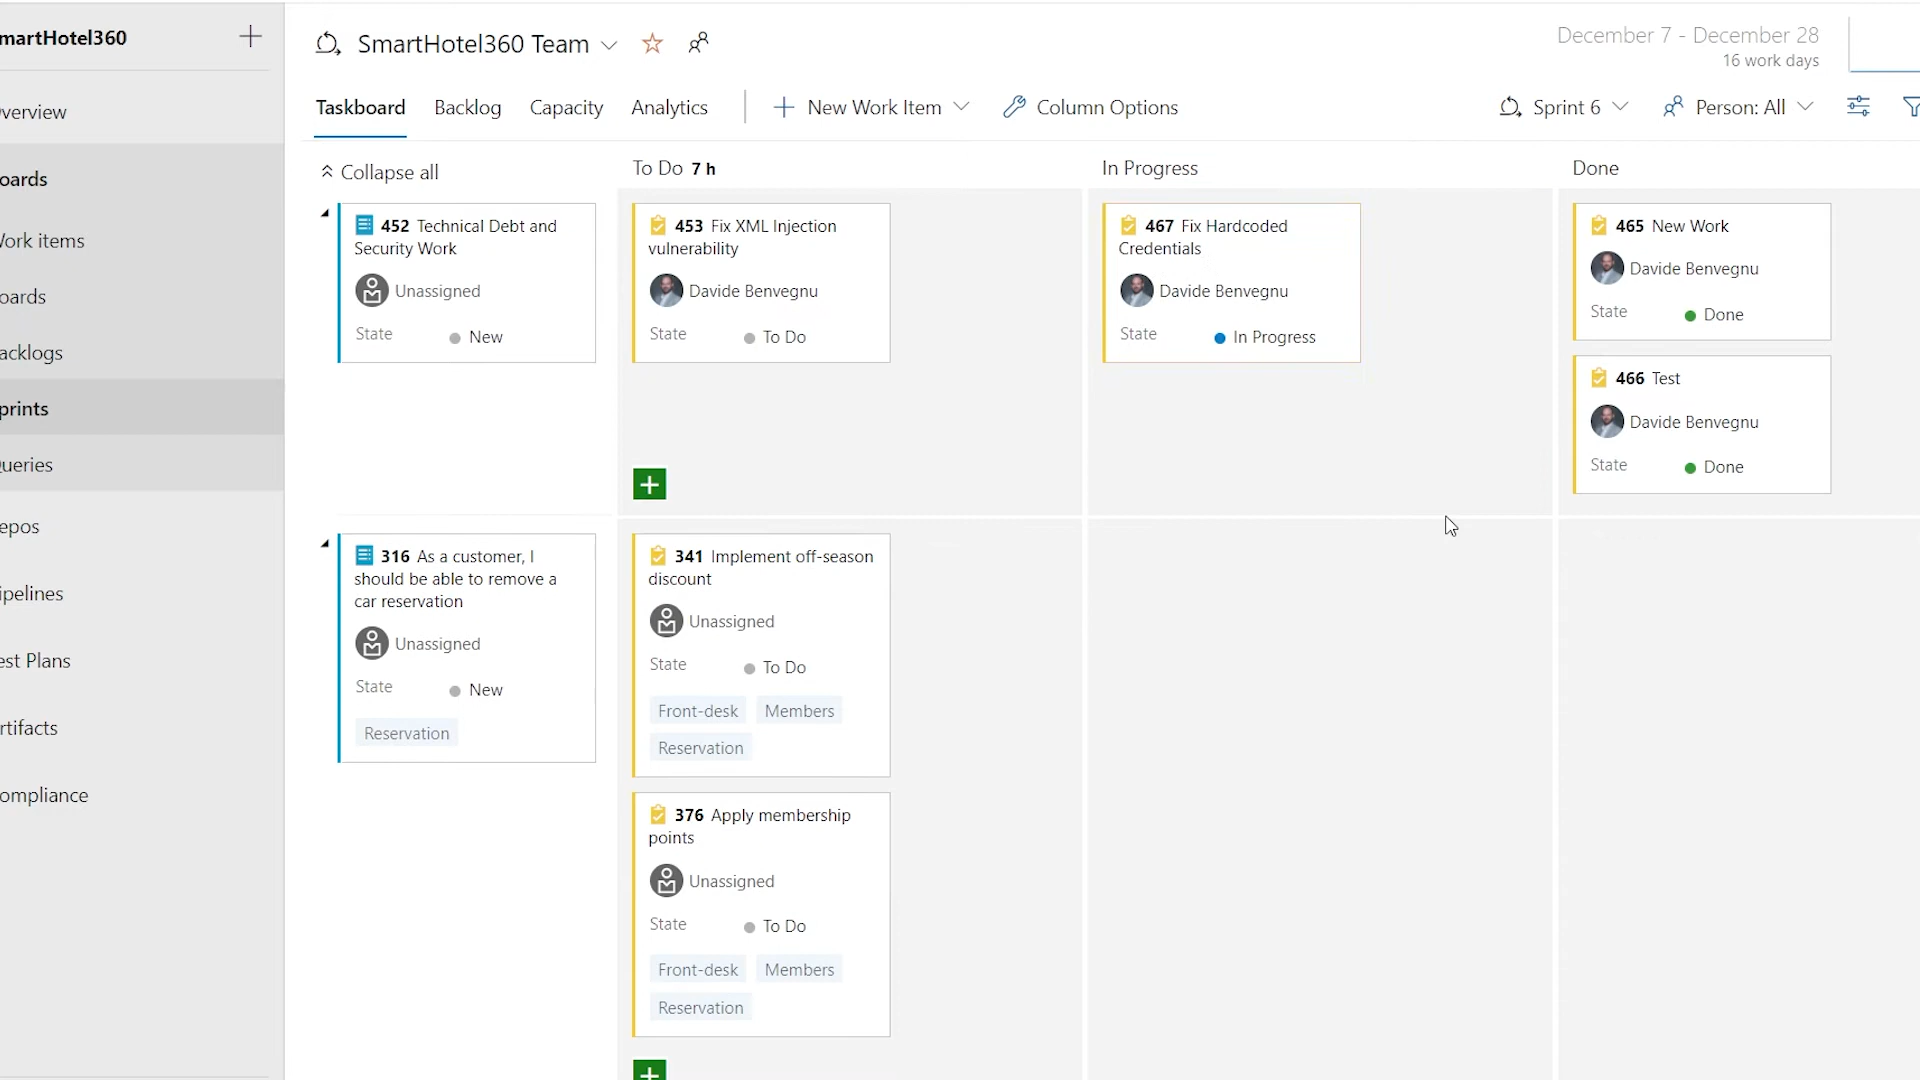 martHotel360
verview
oards
Work items
oards
acklogs
prints
ueries
epos
ipelines
est Plans
rtifacts
ompliance
SmartHotel360 Team
December 7 - December 28
16 work days
Taskboard Backlog Capacity Analytics New Work Item Column Options Sprint 6 Person: All
Collapse all
To Do 7 h
In Progress
Done
452 Technical Debt and
Security Work
Unassigned
State New
453 Fix XML Injection
vulnerability
Davide Benvegnu
State To Do
467 Fix Hardcoded
Credentials
Davide Benvegnu
State In Progress
465 New Work
Davide Benvegnu
State Done
466 Test
Davide Benvegnu
State Done
316 As a customer, I
should be able to remove a
car reservation
Unassigned
State New
Reservation
341 Implement off-season
discount
Unassigned
State To Do
Front-desk Members
Reservation
376 Apply membership
points
Unassigned
State To Do
Front-desk Members
Reservation